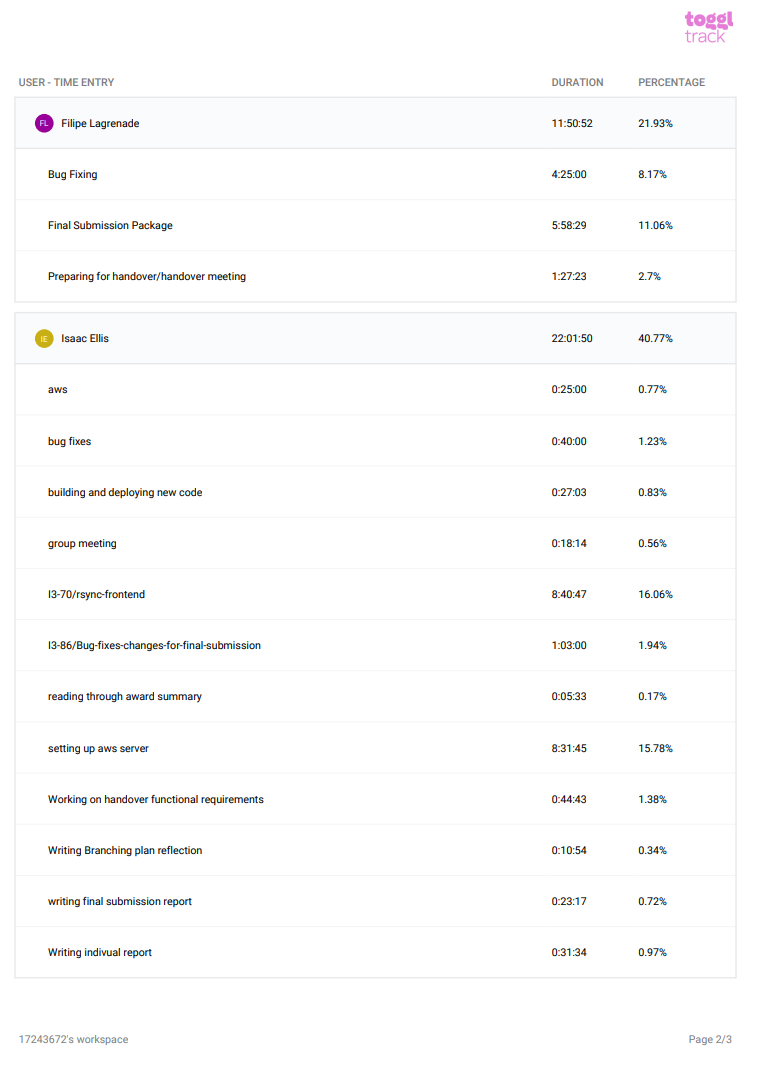 toggl
track
USER - TIME ENTRY DURATION PERCENTAGE
FL Filipe Lagrenade 11:50:52 21.93%
Bug Fixing 4:25:00 8.17%
Final Submission Package 5:58:29 11.06%
Preparing for handover/handover meeting 1:27:23 2.7%
IE Isaac Ellis 22:01:50 40.77%
aws 0:25:00 0.77%
bug fixes 0:40:00 1.23%
building and deploying new code 0:27:03 0.83%
group meeting 0:18:14 0.56%
I3-70/rsync-frontend 8:40:47 16.06%
I3-86/Bug-fixes-changes-for-final-submission 1:03:00 1.94%
reading through award summary 0:05:33 0.17%
setting up aws server 8:31:45 15.78%
Working on handover functional requirements 0:44:43 1.38%
Writing Branching plan reflection 0:10:54 0.34%
writing final submission report 0:23:17 0.72%
Writing indivual report 0:31:34 0.97%
17243672's workspace Page 2/3